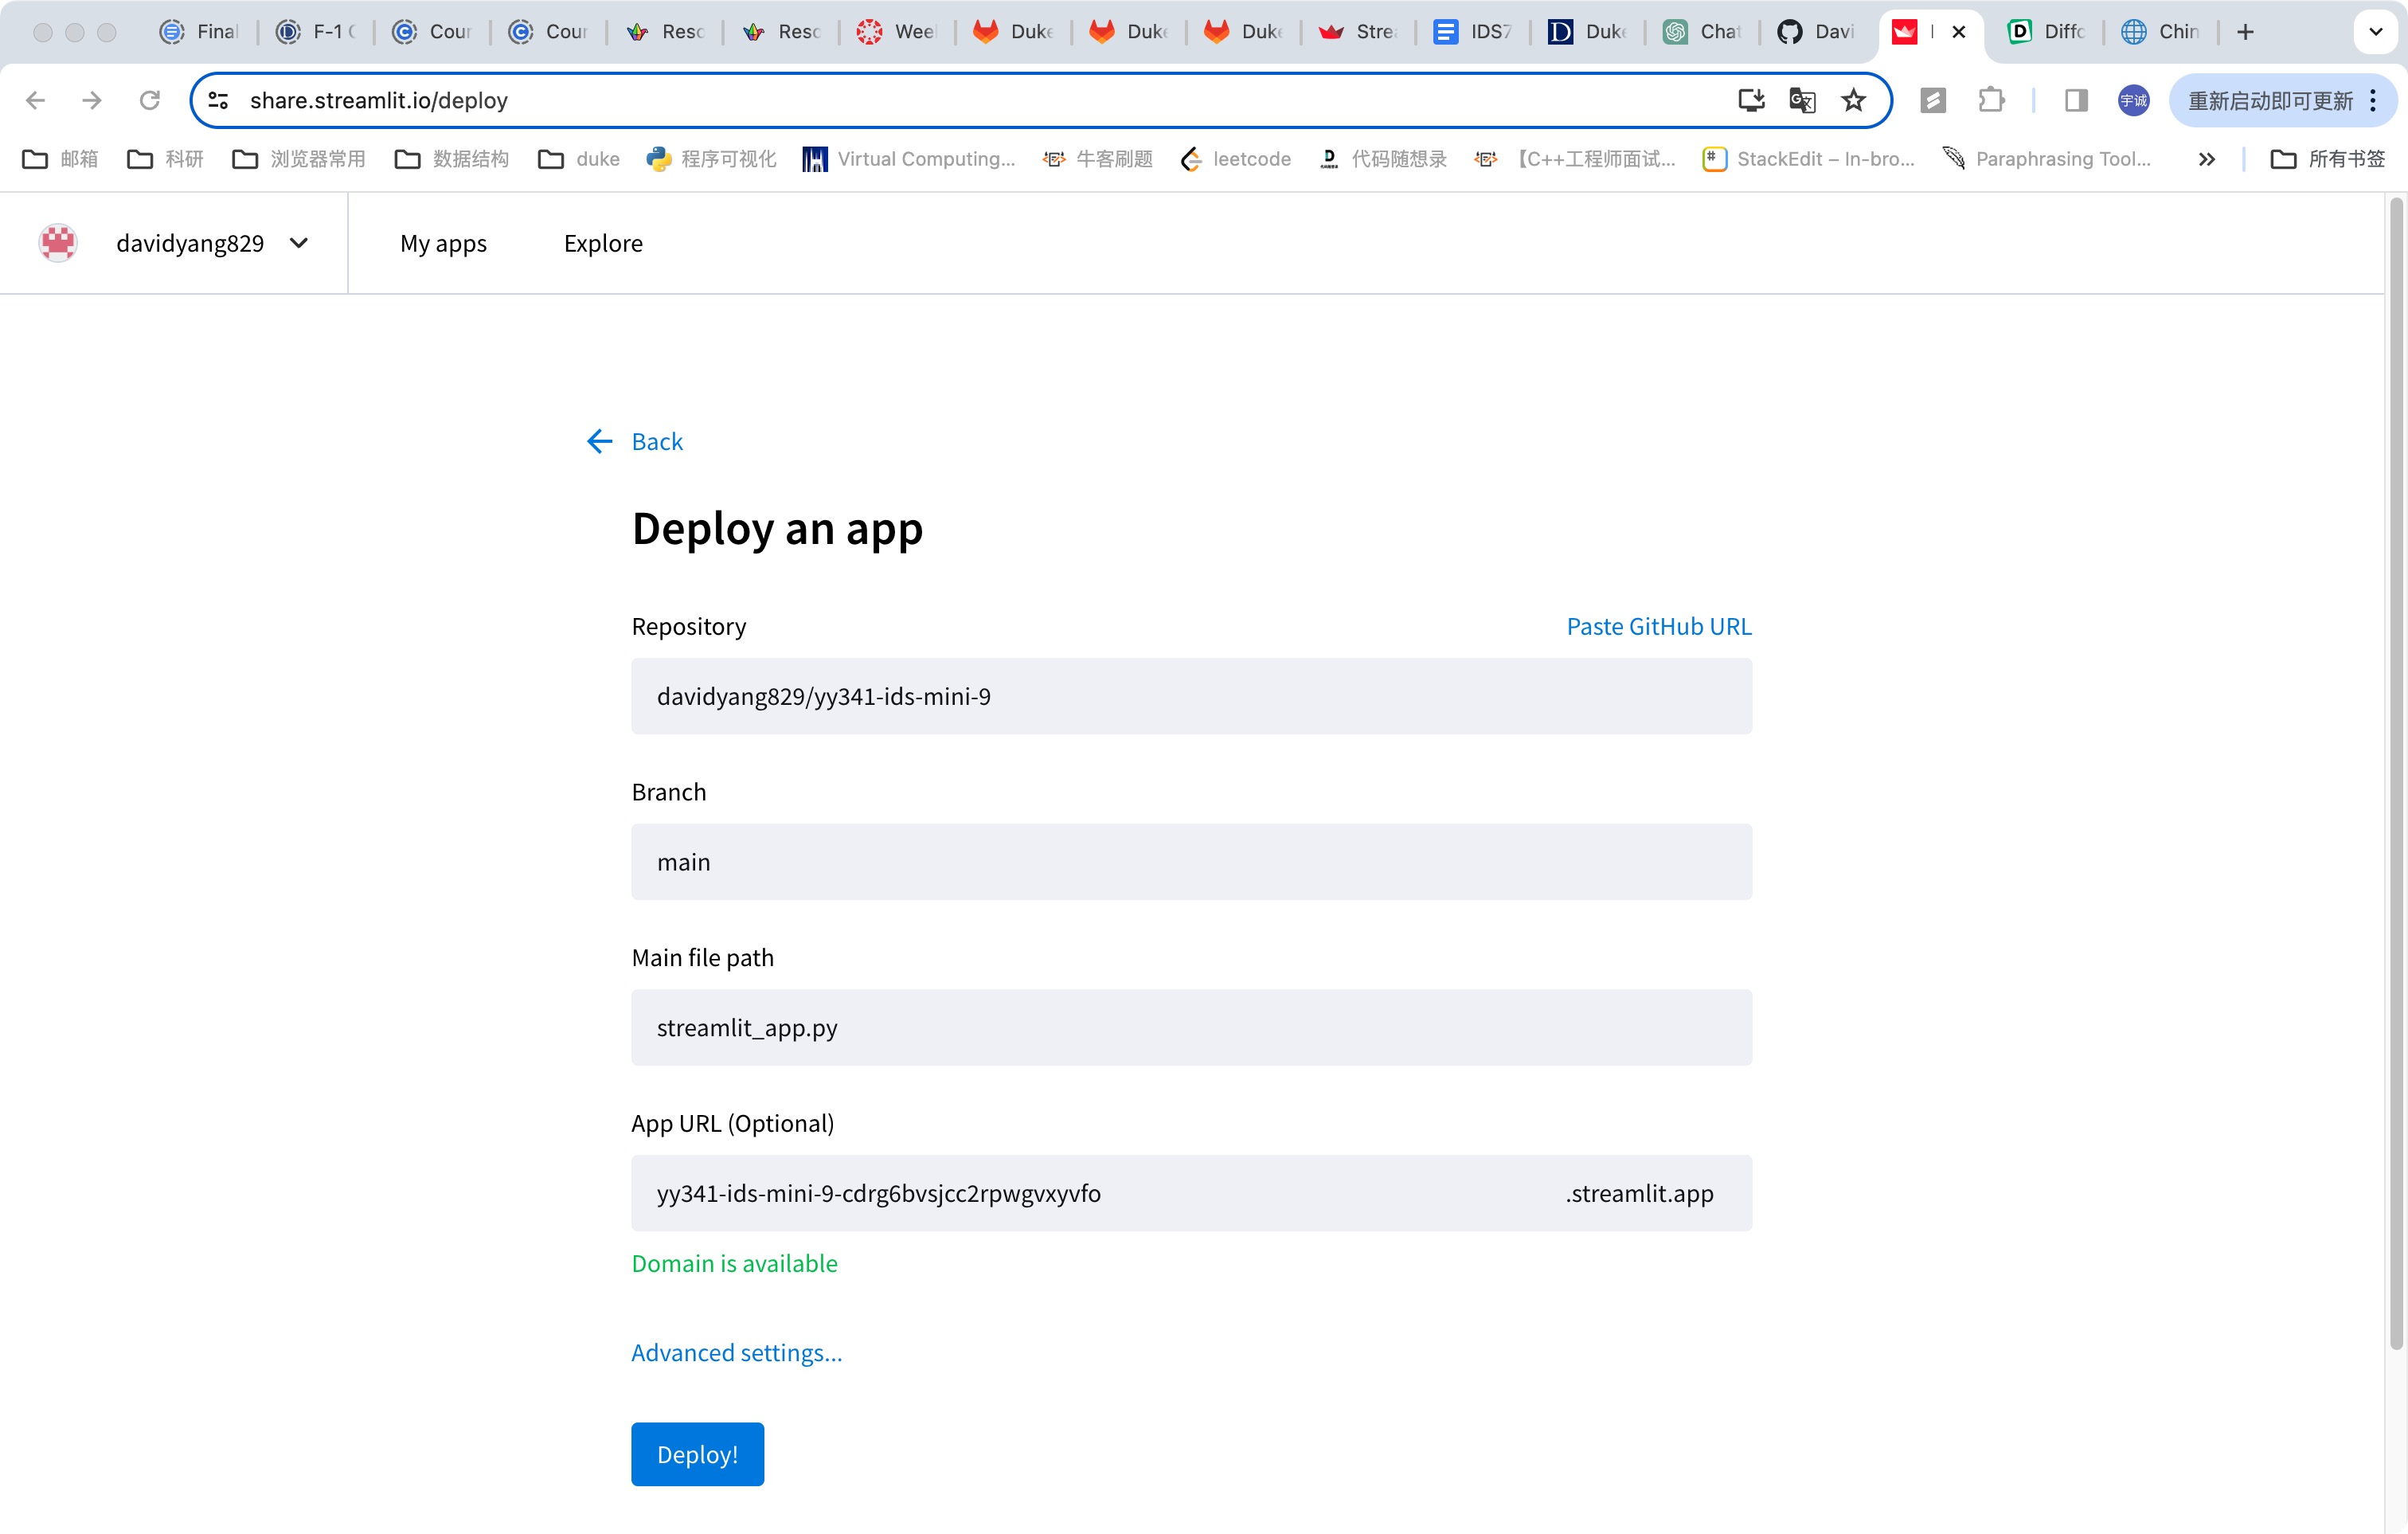 Final F-1 Cour Cour Reso Reso Wee Duke Duke Duke Strea IDS7 Duke Chat Davi Diffc Chin
share.streamlit.io/deploy 宇诚 重新启动即可更新
邮箱 科研 浏览器常用 数据结构 duke 程序可视化 Virtual Computing... 牛客刷题 leetcode 代码随想录 【C++工程师面试... StackEdit – In-bro... Paraphrasing Tool... 所有书签
davidyang829 My apps Explore
Back
Deploy an app
Repository Paste GitHub URL
davidyang829/yy341-ids-mini-9
Branch
main
Main file path
streamlit_app.py
App URL (Optional)
yy341-ids-mini-9-cdrg6bvsjcc2rpwgvxyvfo .streamlit.app
Domain is available
Advanced settings...
Deploy!